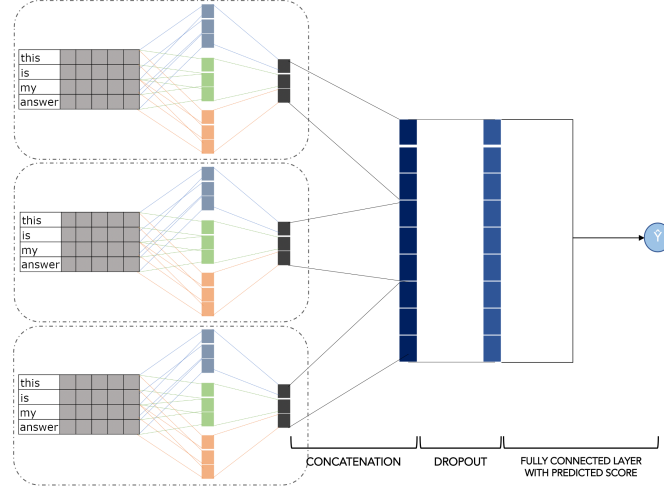 this
is
my
answer
this
is
my
answer
this
is
my
answer
Ŷ
CONCATENATION
DROPOUT
FULLY CONNECTED LAYER
WITH PREDICTED SCORE